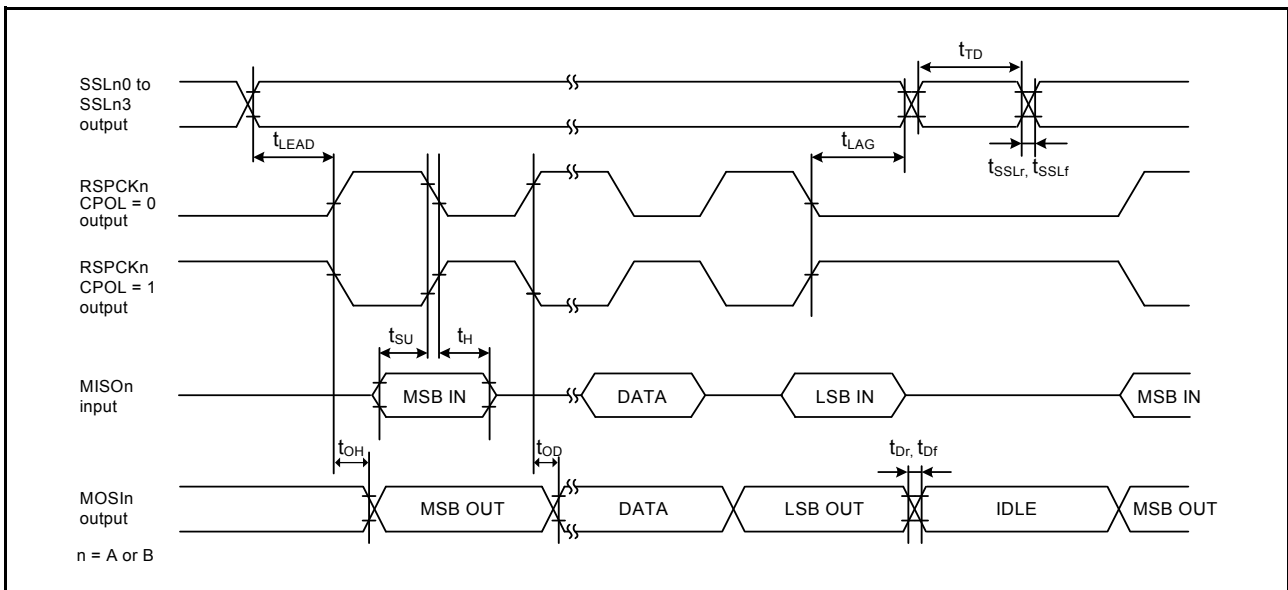 SSLn0 to
SSLn3
output
tTD
tLEAD
tLAG
tSSLr, tSSLf
RSPCKn
CPOL = 0
output
RSPCKn
CPOL = 1
output
tSU
tH
MISOn
input
MSB IN
DATA
LSB IN
MSB IN
tOH
tOD
tDr, tDf
MOSIn
output
MSB OUT
DATA
LSB OUT
IDLE
MSB OUT
n = A or B